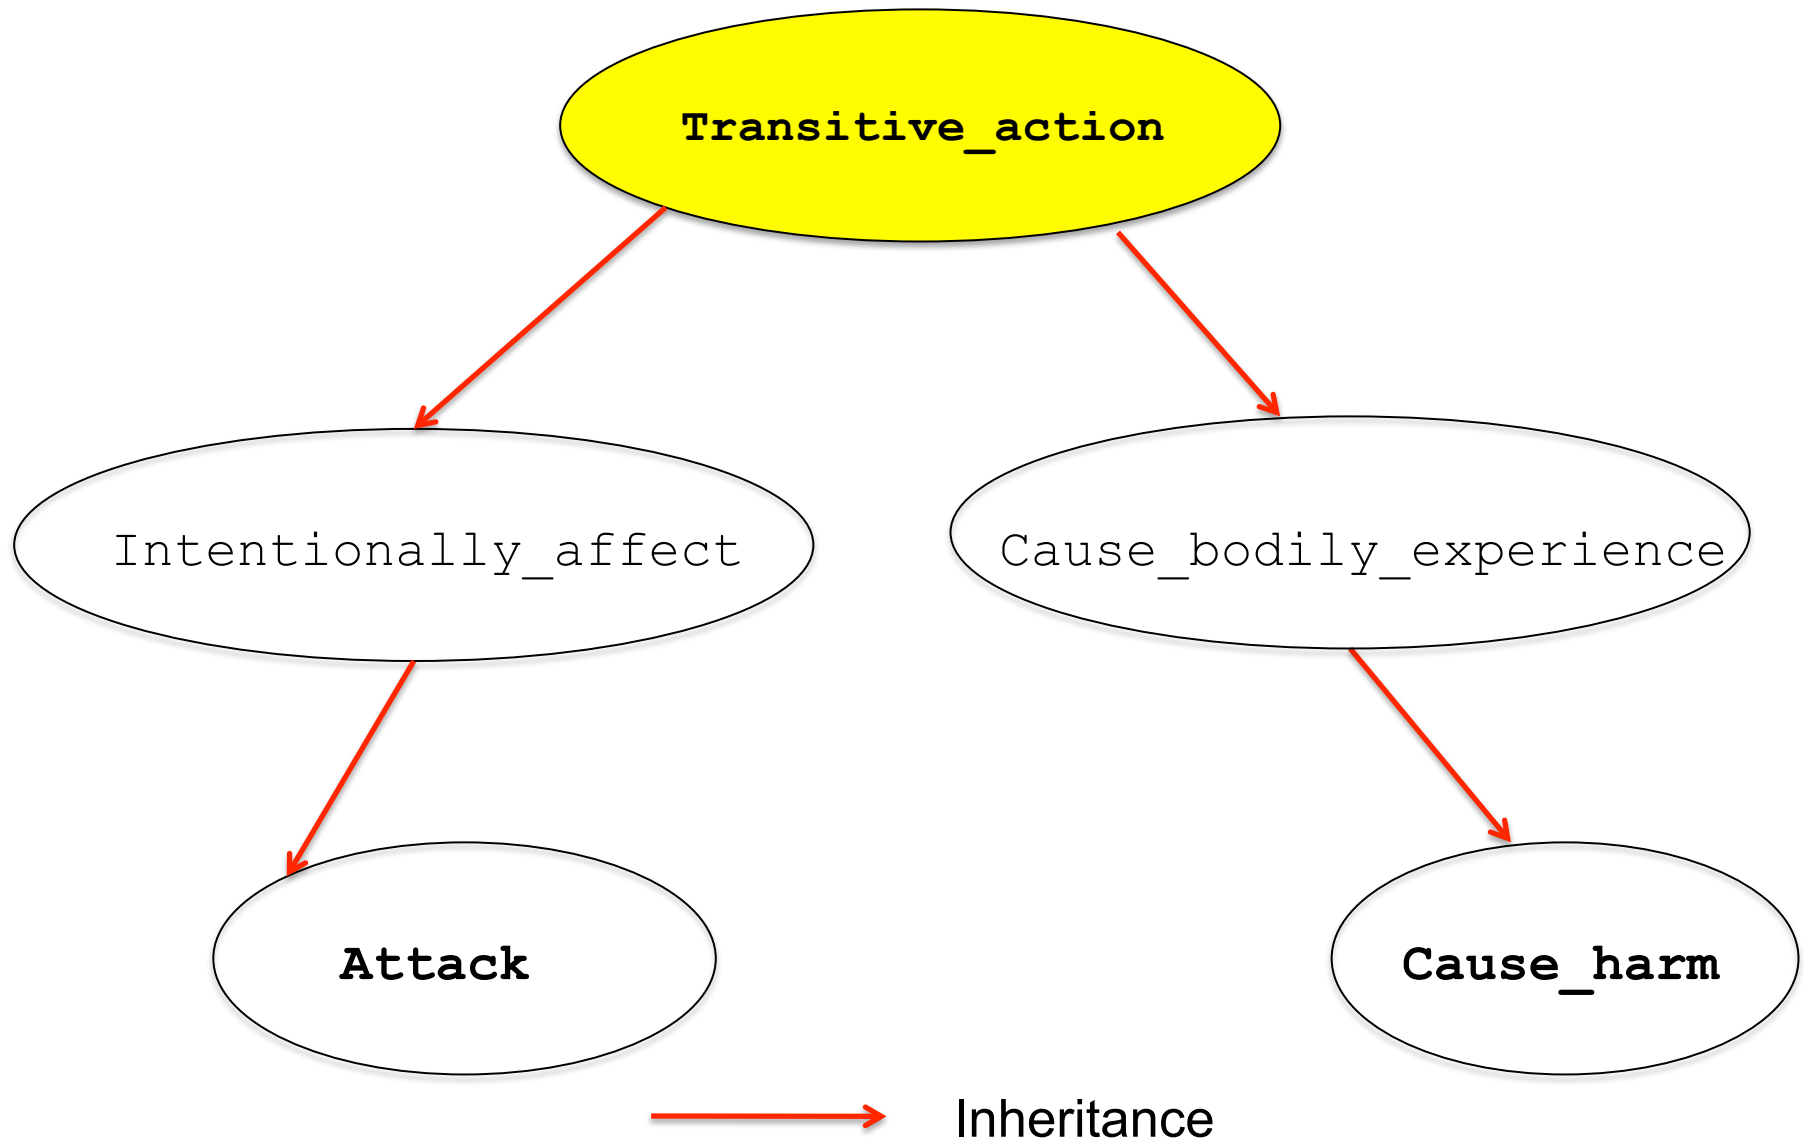 Transitive_action
Intentionally_affect
Cause_bodily_experience
Attack
Cause_harm
Inheritance